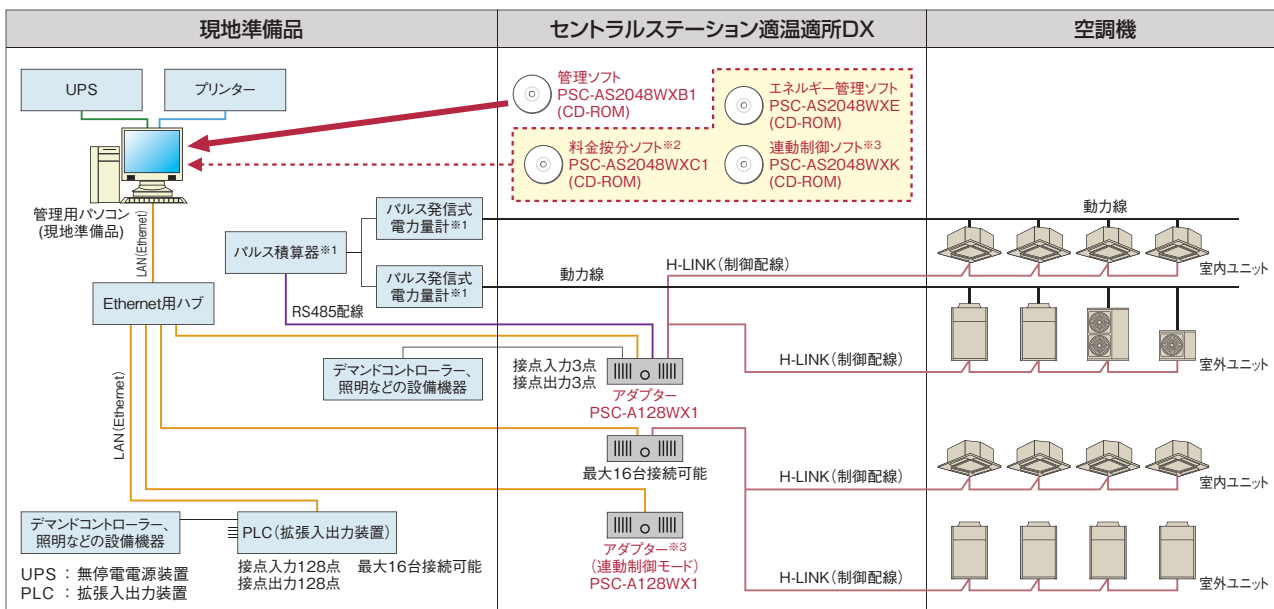 現地準備品
セントラルステーション適温適所DX
空調機
UPS
プリンター
管理ソフト
PSC-AS2048WXB1
(CD-ROM)
エネルギー管理ソフト
PSC-AS2048WXE
(CD-ROM)
料金按分ソフト※2
PSC-AS2048WXC1
(CD-ROM)
連動制御ソフト※3
PSC-AS2048WXK
(CD-ROM)
管理用パソコン
(現地準備品)
LAN(Ethernet)
パルス積算器※1
パルス発信式
電力量計※1
パルス発信式
電力量計※1
動力線
動力線
H-LINK(制御配線)
室内ユニット
Ethernet用ハブ
RS485配線
LAN(Ethernet)
デマンドコントローラー、
照明などの設備機器
接点入力3点
接点出力3点
H-LINK(制御配線)
室外ユニット
アダプター
PSC-A128WX1
最大16台接続可能
H-LINK(制御配線)
室内ユニット
デマンドコントローラー、
照明などの設備機器
PLC(拡張入出力装置)
接点入力128点
接点出力128点
最大16台接続可能
アダプター※3
(連動制御モード)
PSC-A128WX1
H-LINK(制御配線)
室外ユニット
UPS : 無停電電源装置
PLC : 拡張入出力装置